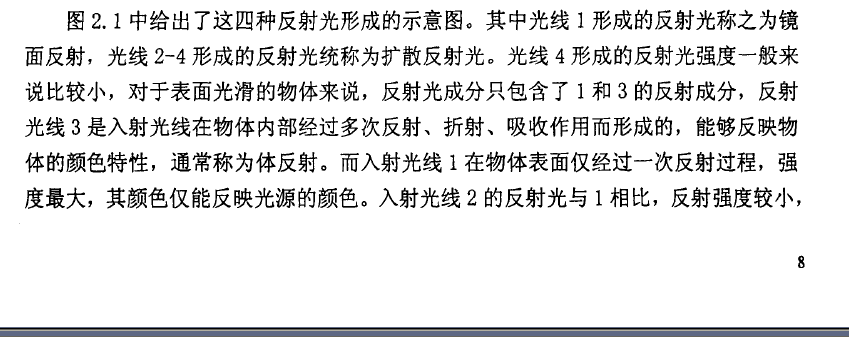 图 2.1 中给出了这四种反射光形成的示意图。其中光线 1 形成的反射光称之为镜
面反射，光线 2-4 形成的反射光统称为扩散反射光。光线 4 形成的反射光强度一般来
说比较小，对于表面光滑的物体来说，反射光成分只包含了 1 和 3 的反射成分，反射
光线 3 是入射光线在物体内部经过多次反射、折射、吸收作用而形成的，能够反映物
体的颜色特性，通常称为体反射。而入射光线 1 在物体表面仅经过一次反射过程，强
度最大，其颜色仅能反映光源的颜色。入射光线 2 的反射光与 1 相比，反射强度较小，
8